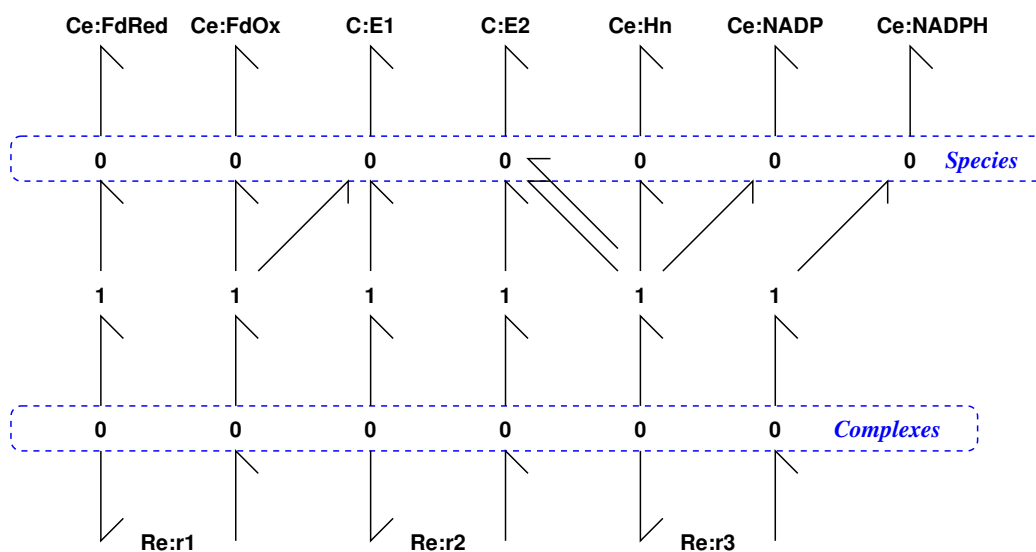 Ce:FdRed Ce:FdOx C:E1 C:E2 Ce:Hn Ce:NADP Ce:NADPH
0 0 0 0 0 0 0 Species
1 1 1 1 1 1
0 0 0 0 0 0 Complexes
Re:r1 Re:r2 Re:r3